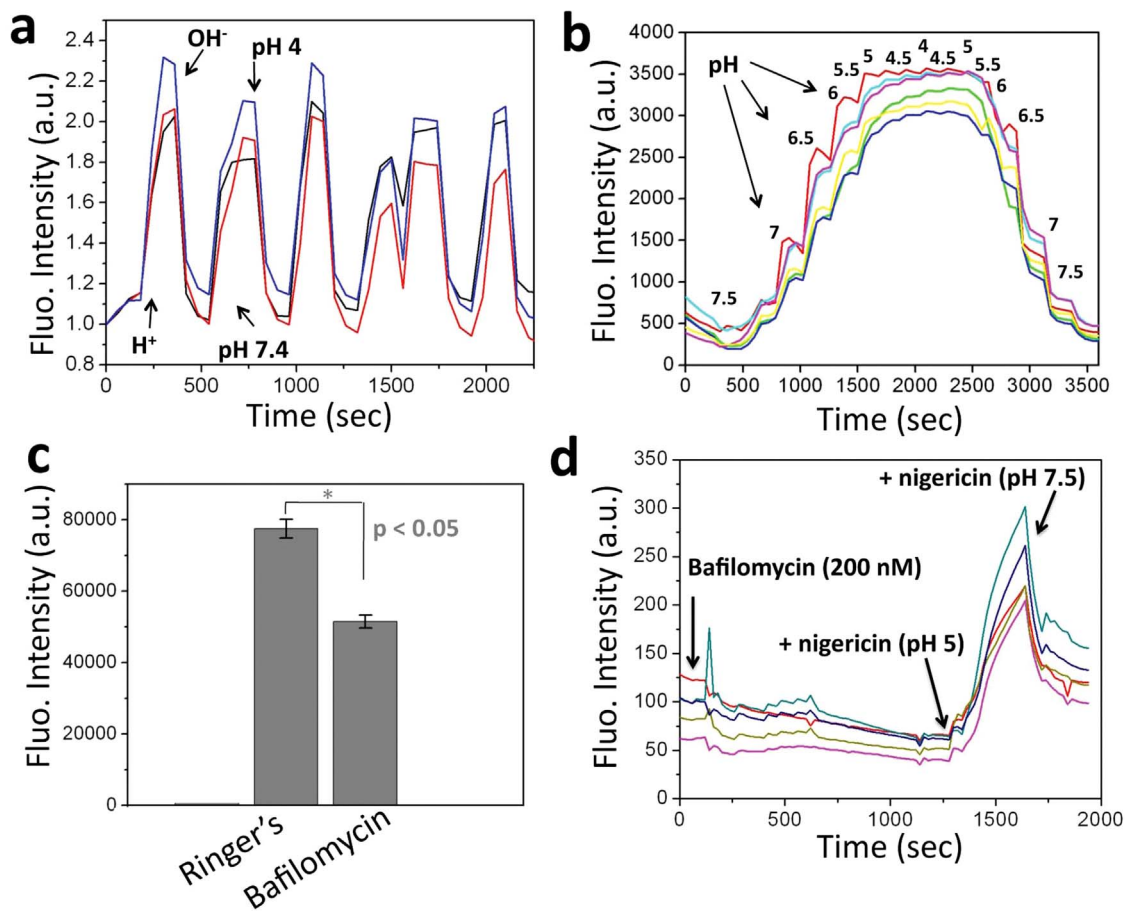 a
Fluo. Intensity (a.u.)
2.4
2.2
2.0
1.8
1.6
1.4
1.2
1.0
0.8
OH-
pH 4
H+
pH 7.4
0 500 1000 1500 2000
Time (sec)
b
Fluo. Intensity (a.u.)
4000
3500
3000
2500
2000
1500
1000
500
0
pH
7.5 7 6.5 6 5.5 5 4.5 4 4.5 5 5.5 6 6.5 7 7.5
0 500 1000 1500 2000 2500 3000 3500
Time (sec)
c
Fluo. Intensity (a.u.)
80000
60000
40000
20000
0
*
p < 0.05
Ringer's
Bafilomycin
d
Fluo. Intensity (a.u.)
350
300
250
200
150
100
50
0
+ nigericin (pH 7.5)
Bafilomycin (200 nM)
+ nigericin (pH 5)
0 500 1000 1500 2000
Time (sec)